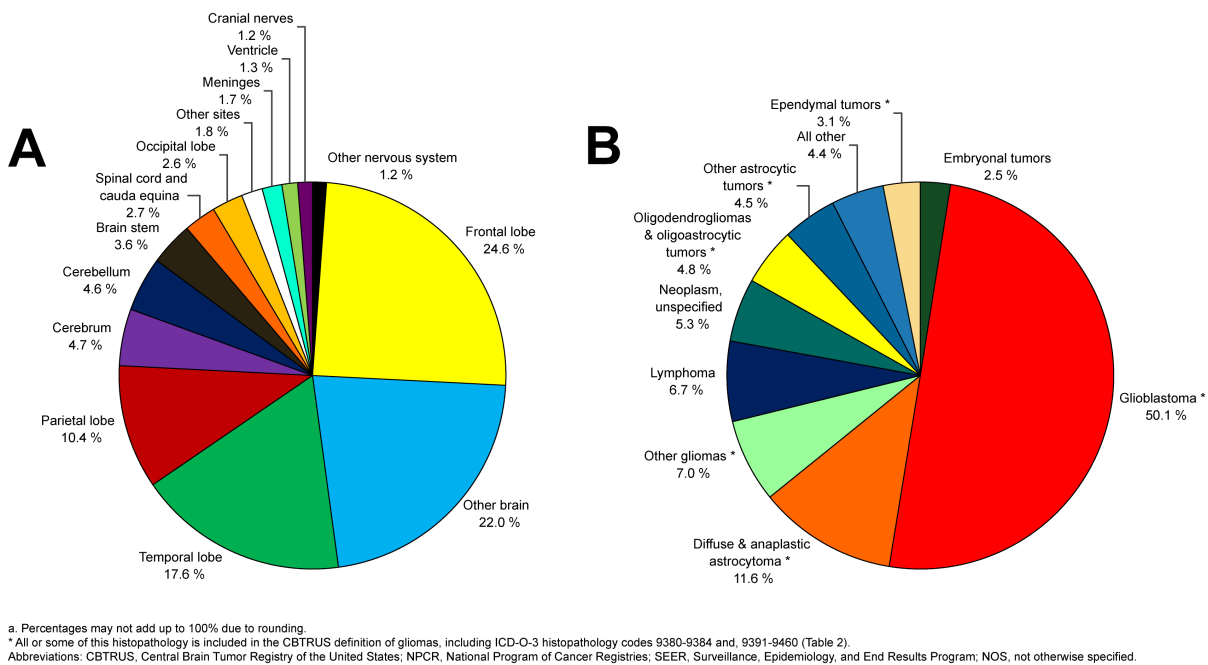 A
Cranial nerves
1.2 %
Ventricle
1.3 %
Meninges
1.7 %
Other sites
1.8 %
Occipital lobe
2.6 %
Spinal cord and
cauda equina
2.7 %
Brain stem
3.6 %
Cerebellum
4.6 %
Cerebrum
4.7 %
Parietal lobe
10.4 %
Temporal lobe
17.6 %
Other brain
22.0 %
Frontal lobe
24.6 %
Other nervous system
1.2 %
B
Ependymal tumors *
3.1 %
All other
4.4 %
Other astrocytic
tumors *
4.5 %
Oligodendrogliomas
& oligoastrocytic
tumors *
4.8 %
Neoplasm,
unspecified
5.3 %
Lymphoma
6.7 %
Other gliomas *
7.0 %
Diffuse & anaplastic
astrocytoma *
11.6 %
Glioblastoma *
50.1 %
Embryonal tumors
2.5 %
a. Percentages may not add up to 100% due to rounding.
* All or some of this histopathology is included in the CBTRUS definition of gliomas, including ICD-O-3 histopathology codes 9380-9384 and, 9391-9460 (Table 2).
Abbreviations: CBTRUS, Central Brain Tumor Registry of the United States; NPCR, National Program of Cancer Registries; SEER, Surveillance, Epidemiology, and End Results Program; NOS, not otherwise specified.